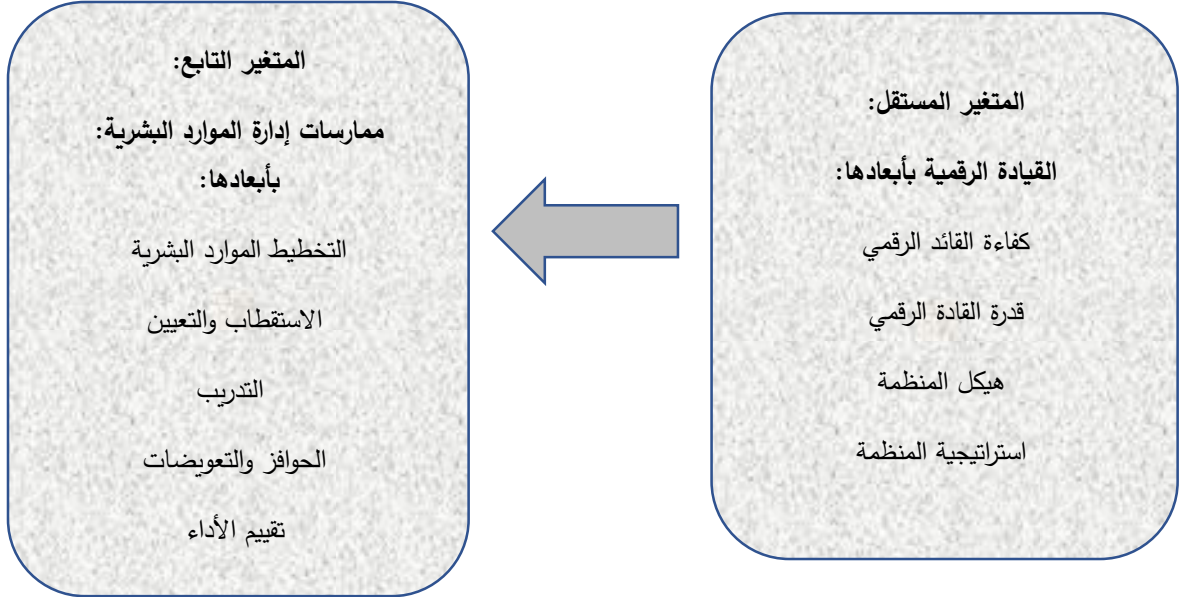 المتغير المستقل:
القيادة الرقمية بأبعادها:
كفاءة القائد الرقمي
قدرة القادة الرقمي
هيكل المنظمة
استراتيجية المنظمة
المتغير التابع:
ممارسات إدارة الموارد البشرية:
بأبعادها:
التخطيط الموارد البشرية
الاستقطاب والتعيين
التدريب
الحوافز والتعويضات
تقييم الأداء